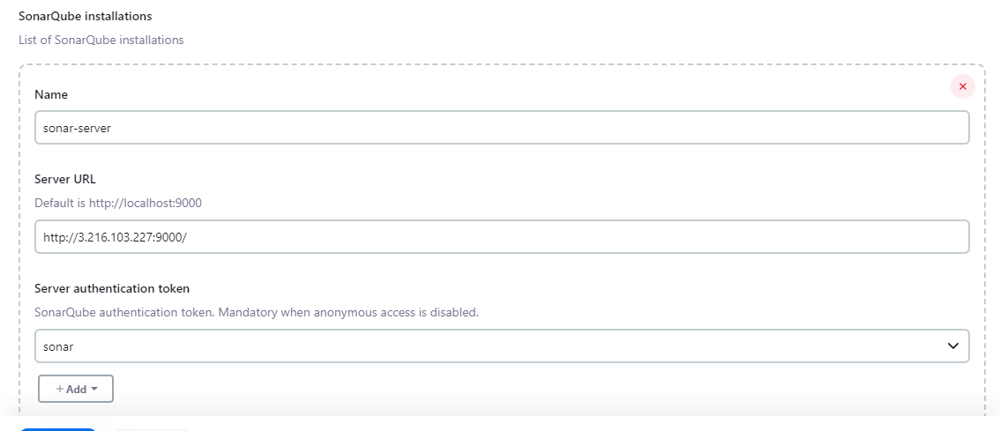 SonarQube installations
List of SonarQube installations
Name
sonar-server
Server URL
Default is http://localhost:9000
http://3.216.103.227:9000/
Server authentication token
SonarQube authentication token. Mandatory when anonymous access is disabled.
sonar
+ Add